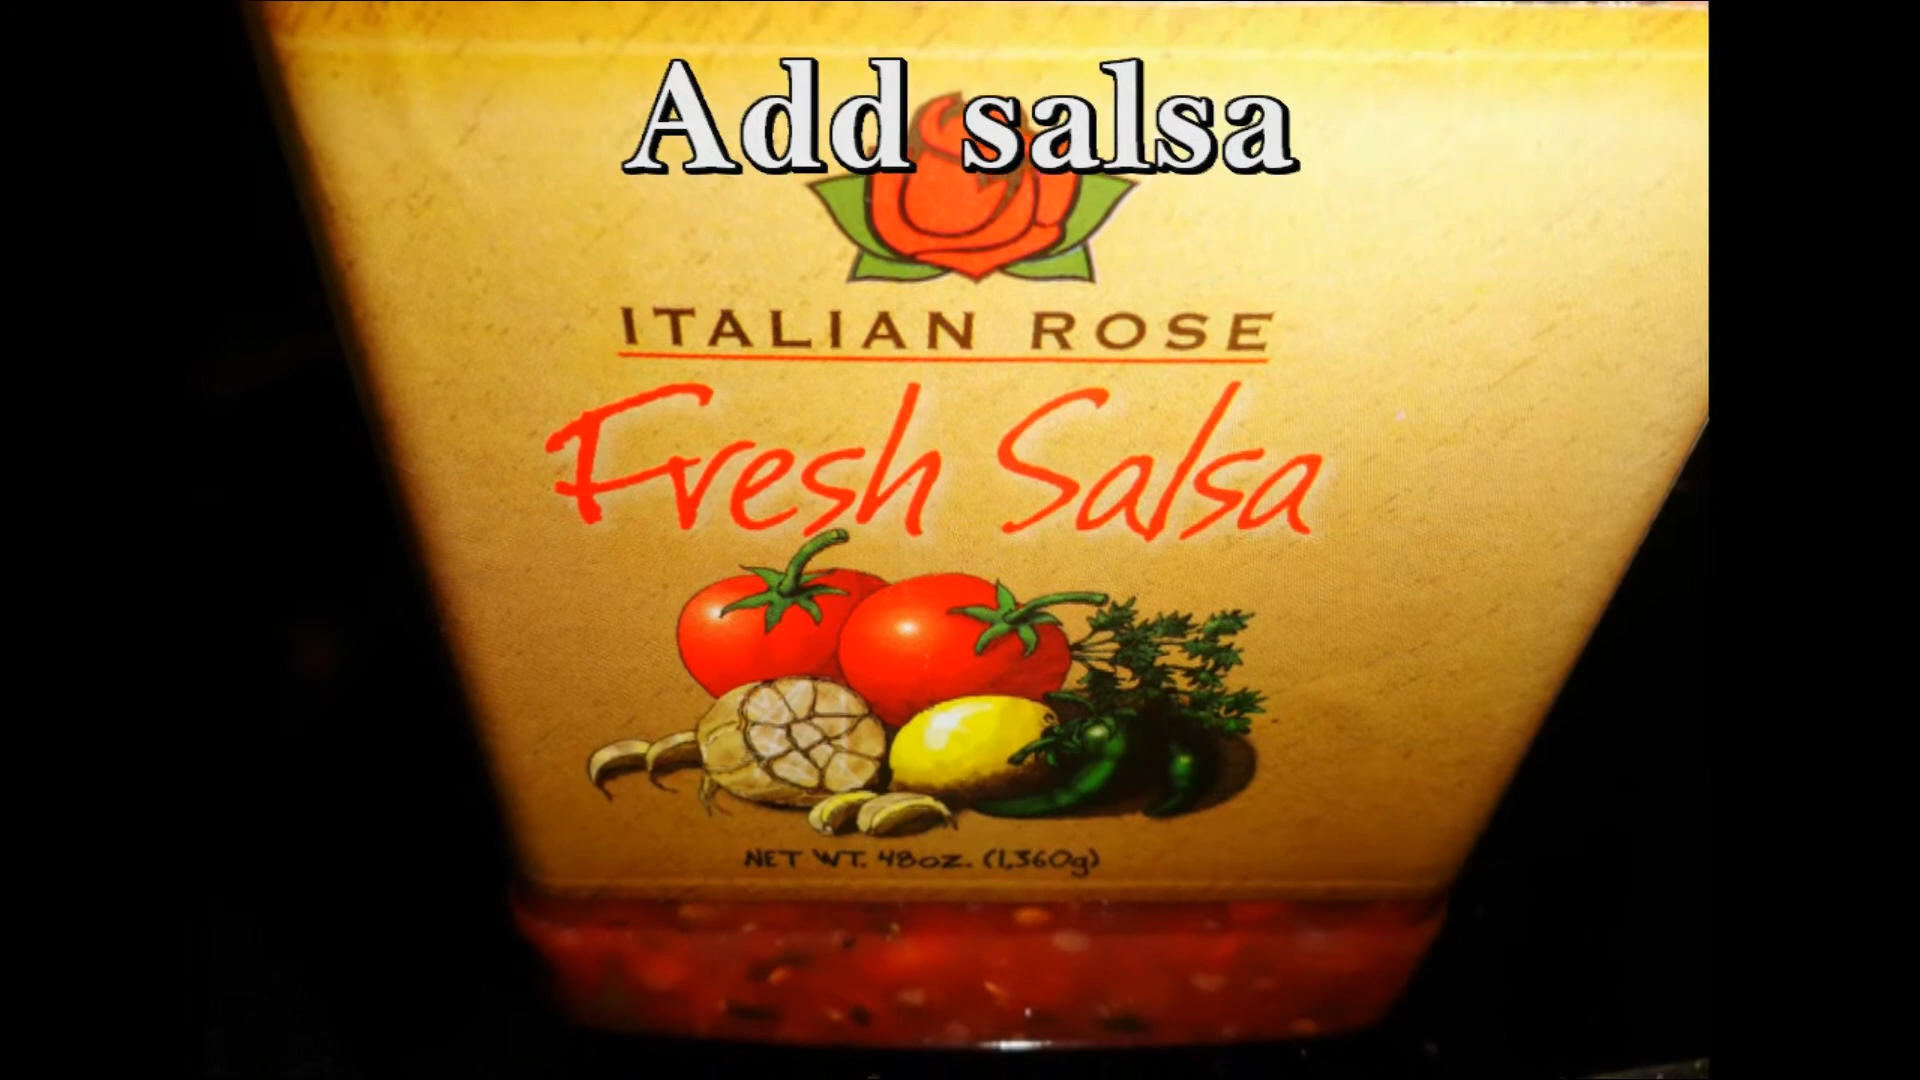 Add salsa
ITALIAN ROSE
Fresh Salsa
NET WT. 48oz. (1,360g)